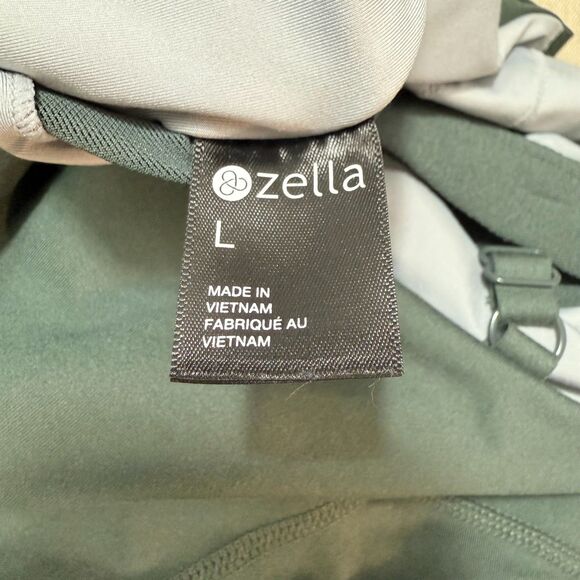 zella
L
MADE IN
VIETNAM
FABRIQUÉ AU
VIETNAM